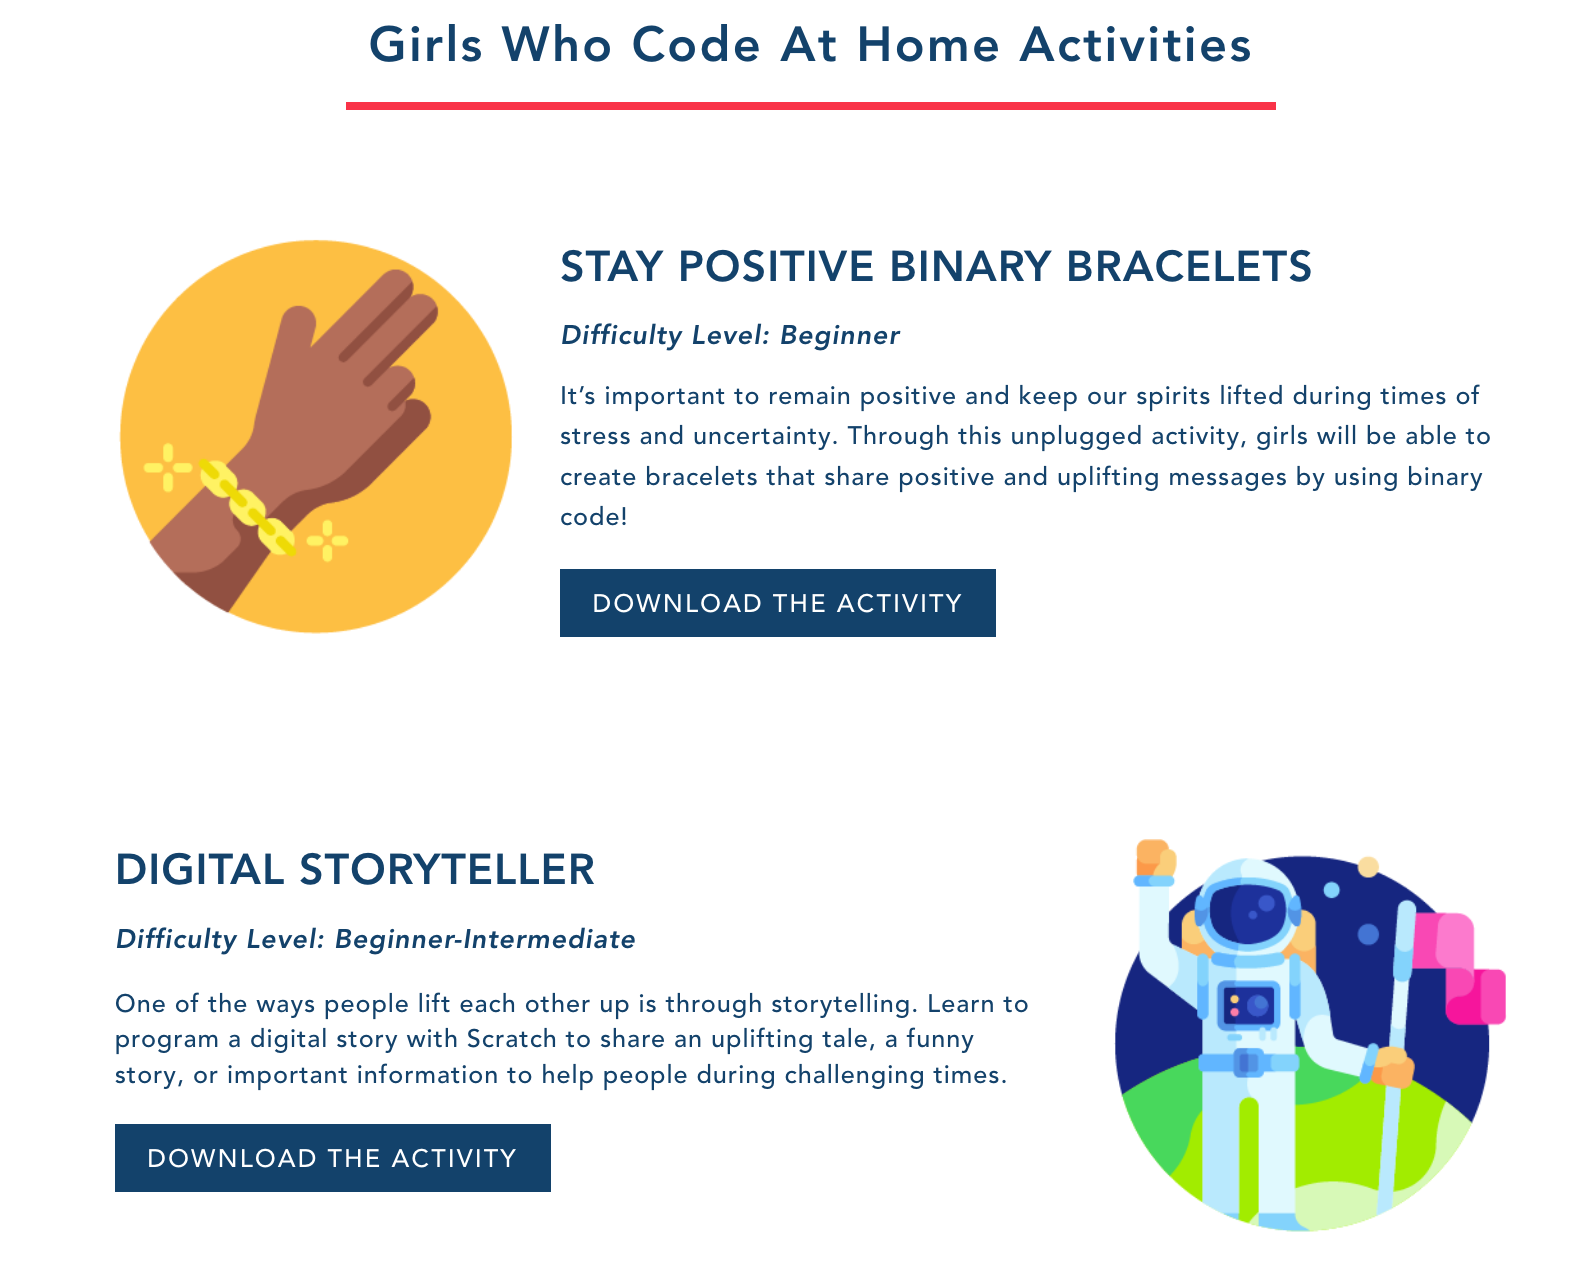 Girls Who Code At Home Activities
STAY POSITIVE BINARY BRACELETS
Difficulty Level: Beginner
It’s important to remain positive and keep our spirits lifted during times of
stress and uncertainty. Through this unplugged activity, girls will be able to
create bracelets that share positive and uplifting messages by using binary
code!
DOWNLOAD THE ACTIVITY
DIGITAL STORYTELLER
Difficulty Level: Beginner-Intermediate
One of the ways people lift each other up is through storytelling. Learn to
program a digital story with Scratch to share an uplifting tale, a funny
story, or important information to help people during challenging times.
DOWNLOAD THE ACTIVITY